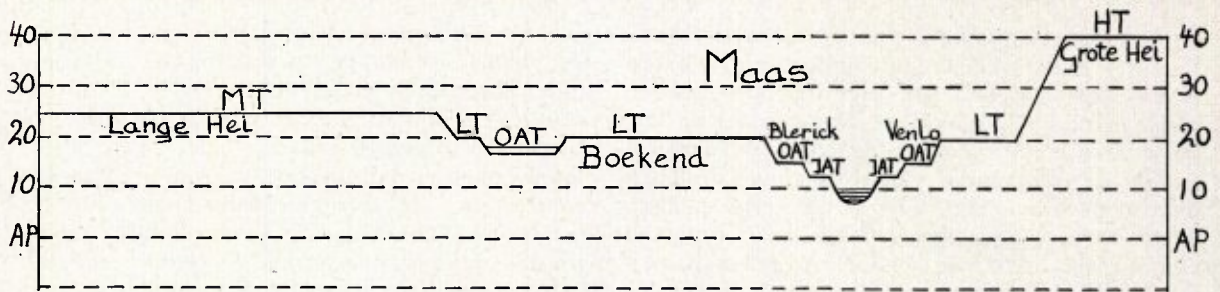 HT
40 40
Grote Hei
Maas
30 30
MT
Lange Hei LT OAT LT Blerick Venlo LT
20 20
OAT OAT
Boekend
JAT JAT
10 10
AP AP